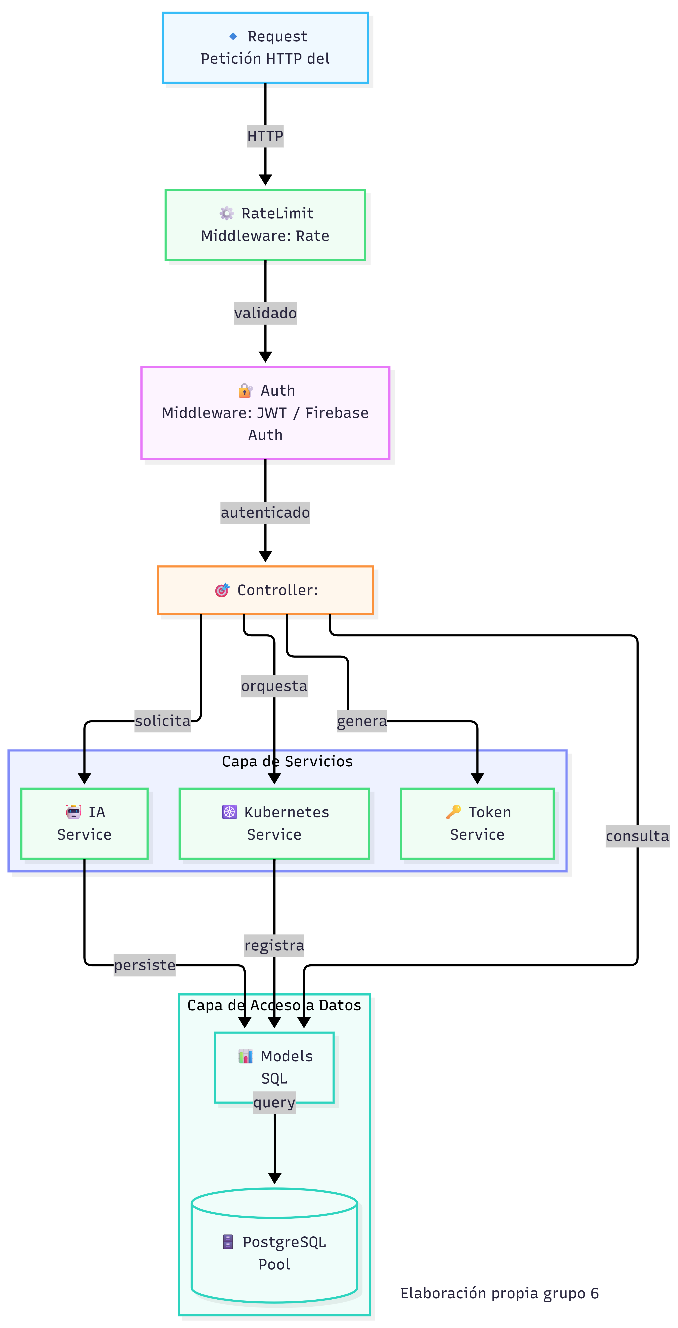 Request
Petición HTTP del
HTTP
RateLimit
Middleware: Rate
validado
Auth
Middleware: JWT / Firebase
Auth
autenticado
Controller:
orquesta
solicita
genera
Capa de Servicios
IA
Service
Kubernetes
Service
Token
Service
consulta
registra
persiste
Capa de Acceso a Datos
Models
SQL
query
PostgreSQL
Pool
Elaboración propia grupo 6